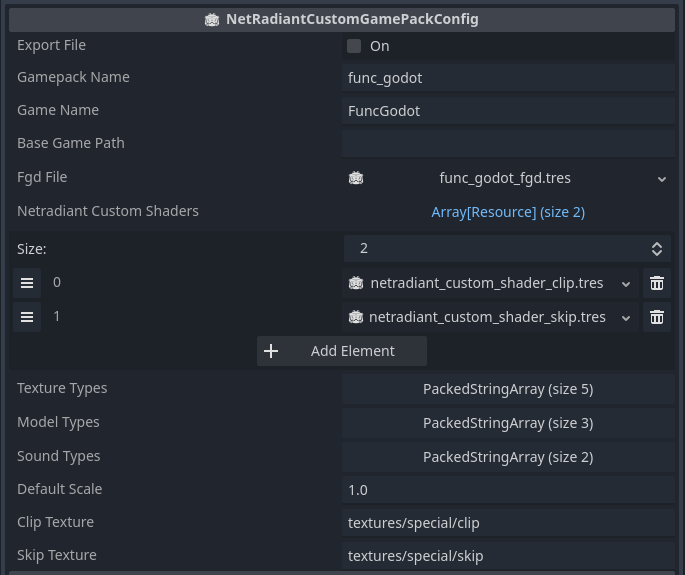 NetRadiantCustomGamePackConfig
Export File On
Gamepack Name func_godot
Game Name FuncGodot
Base Game Path
Fgd File func_godot_fgd.tres
Netradiant Custom Shaders Array[Resource] (size 2)
Size: 2
0 netradiant_custom_shader_clip.tres
1 netradiant_custom_shader_skip.tres
Add Element
Texture Types PackedStringArray (size 5)
Model Types PackedStringArray (size 3)
Sound Types PackedStringArray (size 2)
Default Scale 1.0
Clip Texture textures/special/clip
Skip Texture textures/special/skip